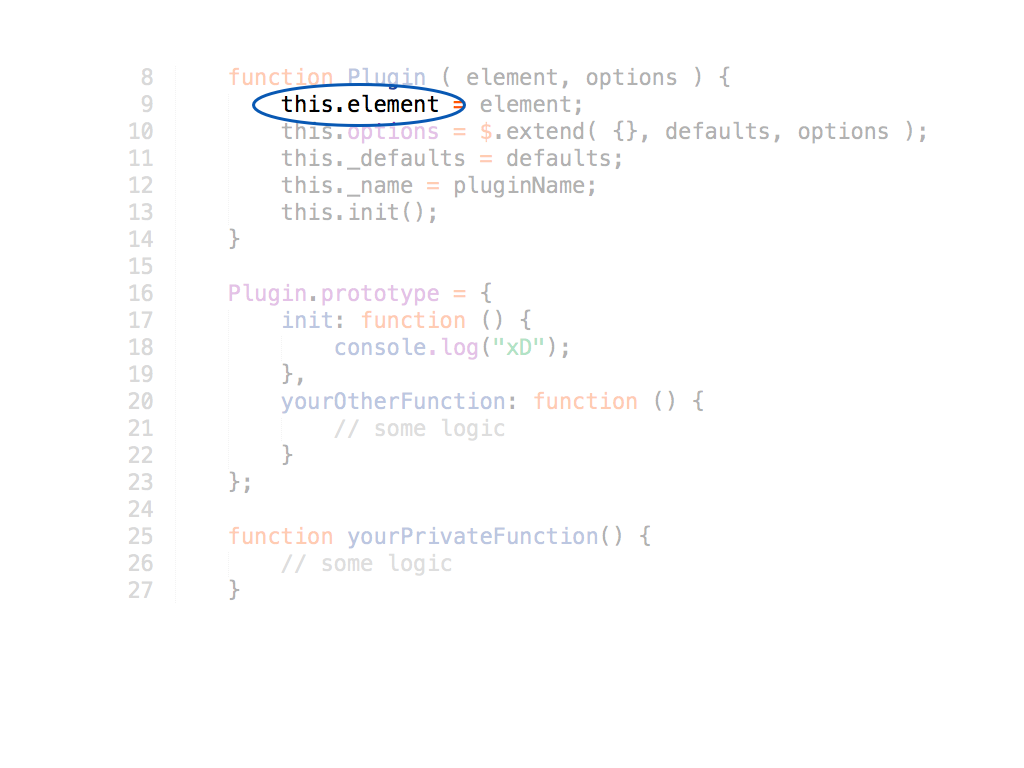 8 function Plugin ( element, options ) {
9 this.element = element;
10 this.options = $.extend( {}, defaults, options );
11 this._defaults = defaults;
12 this._name = pluginName;
13 this.init();
14 }
15
16 Plugin.prototype = {
17 init: function () {
18 console.log("xD");
19 },
20 yourOtherFunction: function () {
21 // some logic
22 }
23 };
24
25 function yourPrivateFunction() {
26 // some logic
27 }